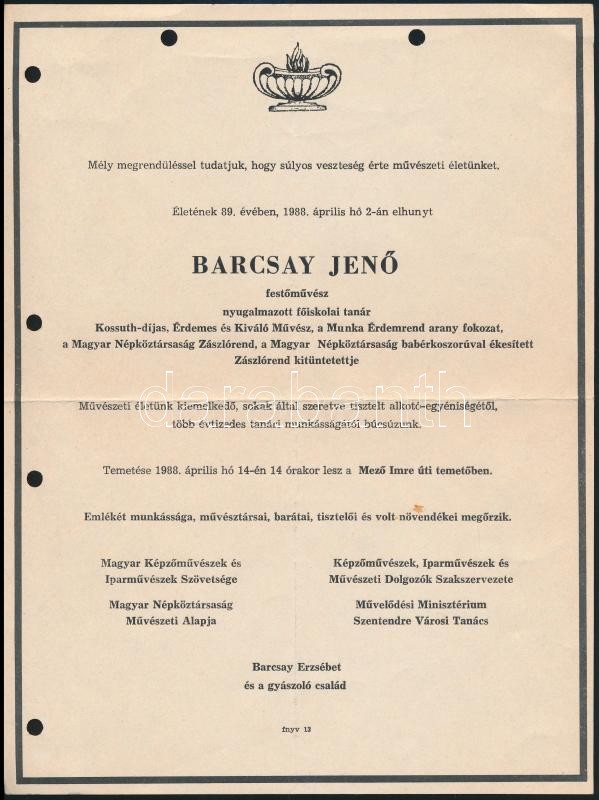 Mély megrendüléssel tudatjuk, hogy súlyos veszteség érte művészeti életünket.
Életének 89. évében, 1988. április hó 2-án elhunyt
BARCSAY JENŐ
festőművész
nyugalmazott főiskolai tanár
Kossuth-díjas, Érdemes és Kiváló Művész, a Munka Érdemrend arany fokozat,
a Magyar Népköztársaság Zászlórend, a Magyar Népköztársaság babérkoszorúval ékesített
Zászlórend kitüntetettje
darabanth
Művészeti életünk kiemelkedő, sokak által szeretve tisztelt alkotó-egyéniségétől,
több évtizedes tanári munkásságától búcsúzunk.
Temetése 1988. április hó 14-én 14 órakor lesz a Mező Imre úti temetőben.
Emlékét munkássága, művésztársai, barátai, tisztelői és volt növendékei megőrzik.
Magyar Képzőművészek és
Iparművészek Szövetsége
Képzőművészek, Iparművészek és
Művészeti Dolgozók Szakszervezete
Magyar Népköztársaság
Művészeti Alapja
Művelődési Minisztérium
Szentendre Városi Tanács
Barcsay Erzsébet
és a gyászoló család
fnyv 13